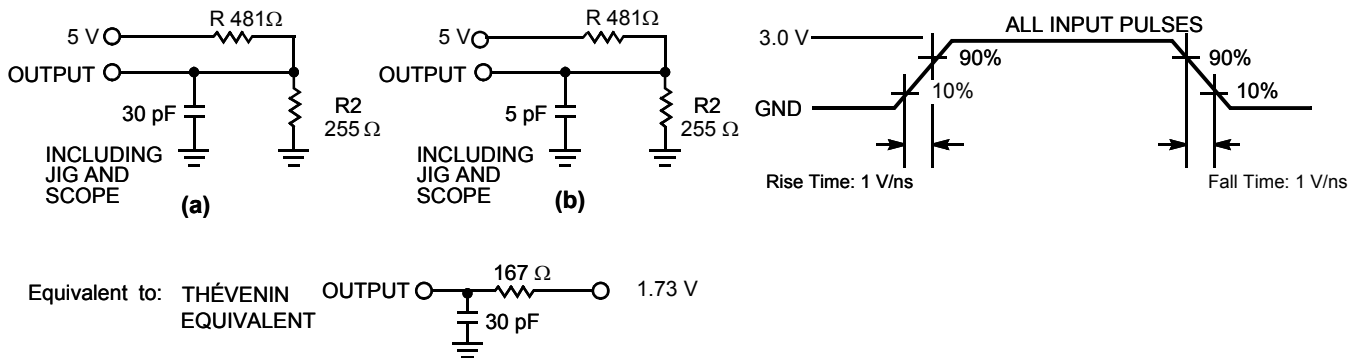 R 481Ω
5 V
OUTPUT
30 pF
R2
255 Ω
INCLUDING
JIG AND
SCOPE
(a)
R 481Ω
5 V
OUTPUT
5 pF
R2
255 Ω
INCLUDING
JIG AND
SCOPE
(b)
ALL INPUT PULSES
3.0 V
90%
10%
GND
90%
10%
Rise Time: 1 V/ns
Fall Time: 1 V/ns
Equivalent to: THÉVENIN
EQUIVALENT
OUTPUT
167 Ω
1.73 V
30 pF